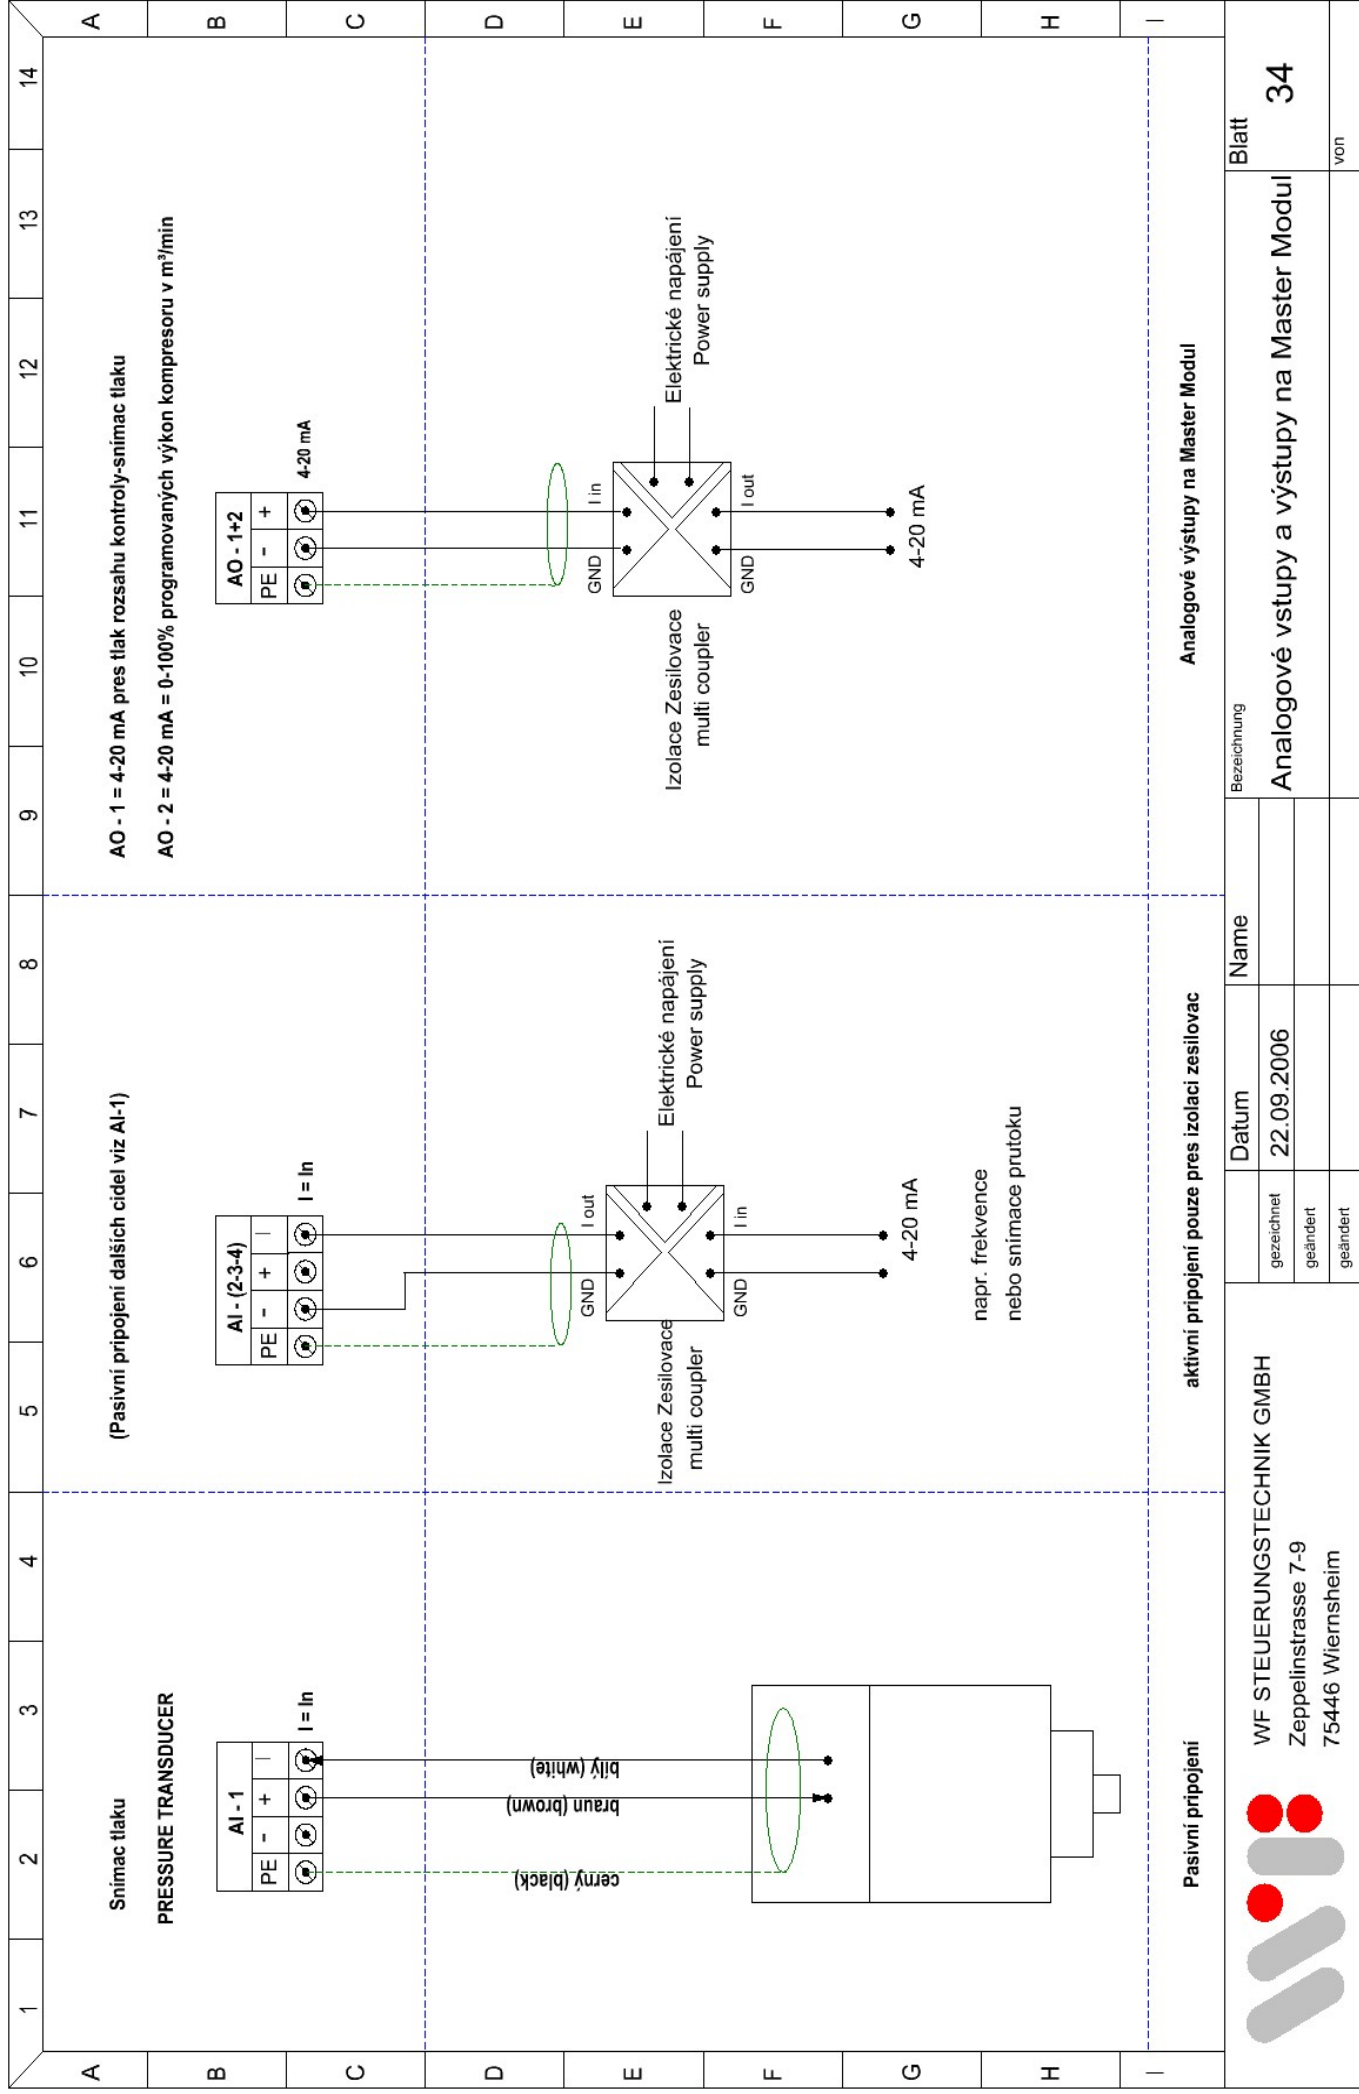 1 2 3 4 5 6 7 8 9 10 11 12 13 14
A
B
C
D
E
F
G
H
I
A
B
C
D
E
F
G
H
I
Snímac tlaku
PRESSURE TRANSDUCER
AI - 1
PE - + I
I = In
cerný (black)
braun (brown)
bílý (white)
Pasivní pripojení
(Pasivní pripojení dalších cidel viz AI-1)
AI - (2-3-4)
PE - + I
I = In
GND I out
Izolace Zesilovace
multi coupler
Elektrické napájení
Power supply
GND I in
4-20 mA
napr. frekvence
nebo snímace prutoku
aktivní pripojení pouze pres izolaci zesilovac
AO - 1 = 4-20 mA pres tlak rozsahu kontroly-snímac tlaku
AO - 2 = 4-20 mA = 0-100% programovaných výkon kompresoru v m³/min
AO - 1+2
PE - +
4-20 mA
GND I in
Izolace Zesilovace
multi coupler
Elektrické napájení
Power supply
GND I out
4-20 mA
Analogové výstupy na Master Modul
WF STEUERUNGSTECHNIK GMBH
Zeppelinstrasse 7-9
75446 Wiernsheim
Datum Name
gezeichnet 22.09.2006
geändert
geändert
Bezeichnung
Analogové vstupy a výstupy na Master Modul
Blatt
34
von